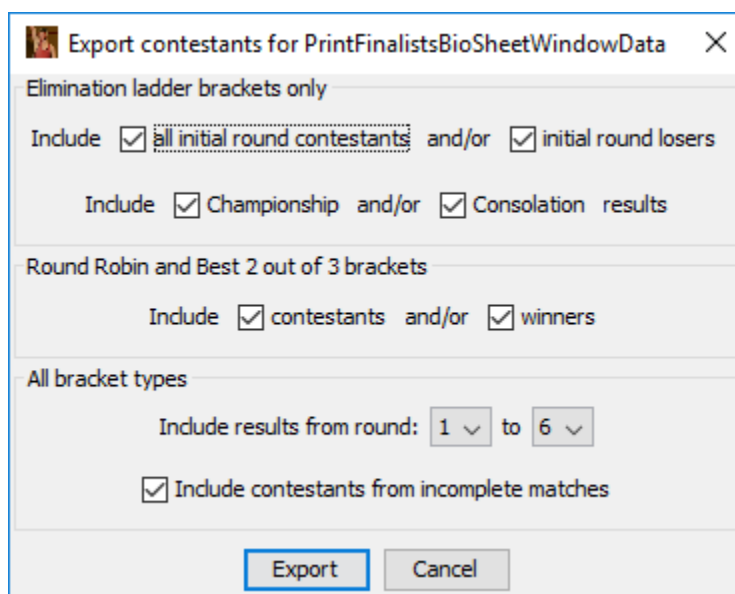 Export contestants for PrintFinalistsBioSheetWindowData
Elimination ladder brackets only
Include all initial round contestants and/or initial round losers
Include Championship and/or Consolation results
Round Robin and Best 2 out of 3 brackets
Include contestants and/or winners
All bracket types
Include results from round: 1 to 6
Include contestants from incomplete matches
Export Cancel